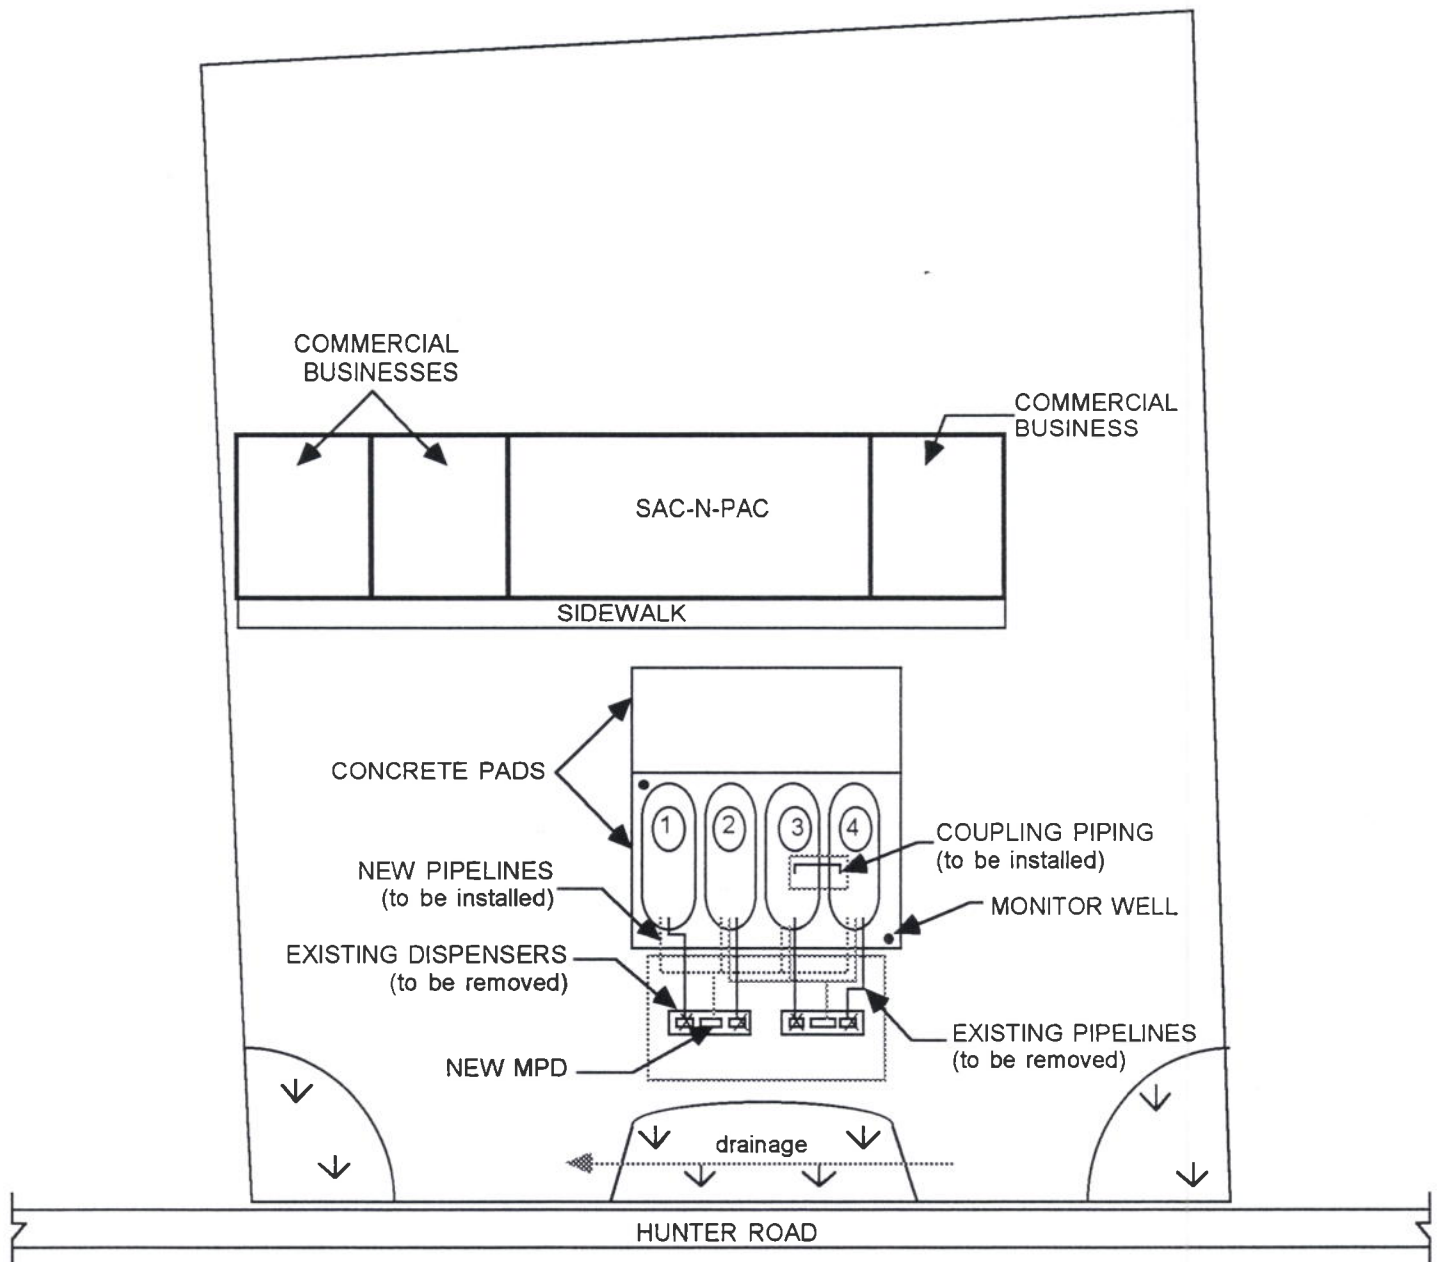 COMMERCIAL
BUSINESSES
COMMERCIAL
BUSINESS
SAC-N-PAC
SIDEWALK
CONCRETE PADS
1 2 3 4
COUPLING PIPING
(to be installed)
NEW PIPELINES
(to be installed)
MONITOR WELL
EXISTING DISPENSERS
(to be removed)
EXISTING PIPELINES
(to be removed)
NEW MPD
drainage
HUNTER ROAD